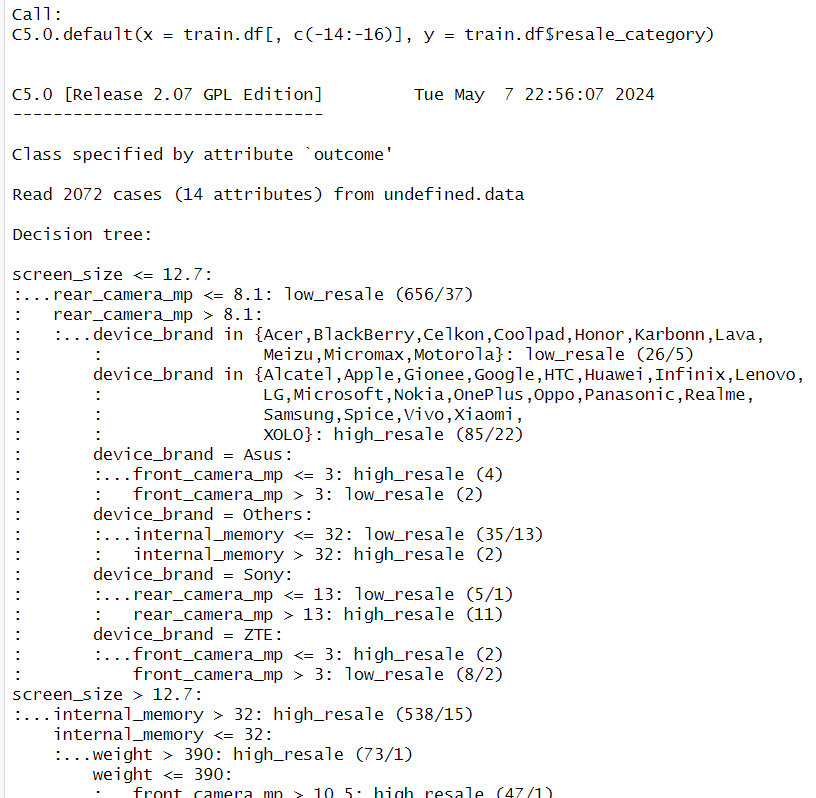 Call:
C5.0.default(x = train.df[, c(-14:-16)], y = train.df$resale_category)
C5.0 [Release 2.07 GPL Edition]         Tue May  7 22:56:07 2024
-------------------------------
Class specified by attribute `outcome'
Read 2072 cases (14 attributes) from undefined.data
Decision tree:
screen_size <= 12.7:
:...rear_camera_mp <= 8.1: low_resale (656/37)
:   rear_camera_mp > 8.1:
:   :...device_brand in {Acer,BlackBerry,Celkon,Coolpad,Honor,Karbonn,Lava,
:       :                Meizu,Micromax,Motorola}: low_resale (26/5)
:       device_brand in {Alcatel,Apple,Gionee,Google,HTC,Huawei,Infinix,Lenovo,
:       :                LG,Microsoft,Nokia,OnePlus,Oppo,Panasonic,Realme,
:       :                Samsung,Spice,Vivo,Xiaomi,
:       :                XOLO}: high_resale (85/22)
:       device_brand = Asus:
:       :...front_camera_mp <= 3: high_resale (4)
:       :   front_camera_mp > 3: low_resale (2)
:       device_brand = Others:
:       :...internal_memory <= 32: low_resale (35/13)
:       :   internal_memory > 32: high_resale (2)
:       device_brand = Sony:
:       :...rear_camera_mp <= 13: low_resale (5/1)
:       :   rear_camera_mp > 13: high_resale (11)
:       device_brand = ZTE:
:       :...front_camera_mp <= 3: high_resale (2)
:           front_camera_mp > 3: low_resale (8/2)
screen_size > 12.7:
:...internal_memory > 32: high_resale (538/15)
    internal_memory <= 32:
    :...weight > 390: high_resale (73/1)
        weight <= 390:
        :   front_camera_mp > 10.5: high_resale (47/1)